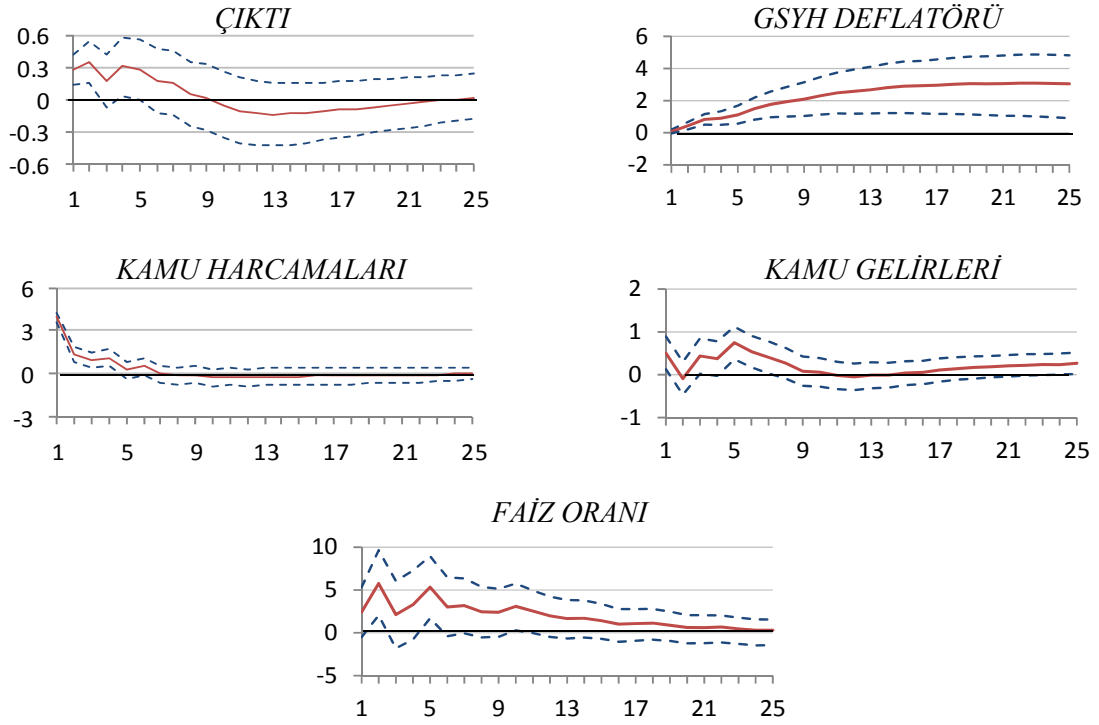 ÇIKTI
0.6
0.3
0
-0.3
-0.6
1 5 9 13 17 21 25
GSYH DEFLATÖRÜ
6
4
2
0
-2
1 5 9 13 17 21 25
KAMU HARCAMALARI
6
3
0
-3
1 5 9 13 17 21 25
KAMU GELİRLERİ
2
1
0
-1
1 5 9 13 17 21 25
FAİZ ORANI
10
5
0
-5
1 5 9 13 17 21 25